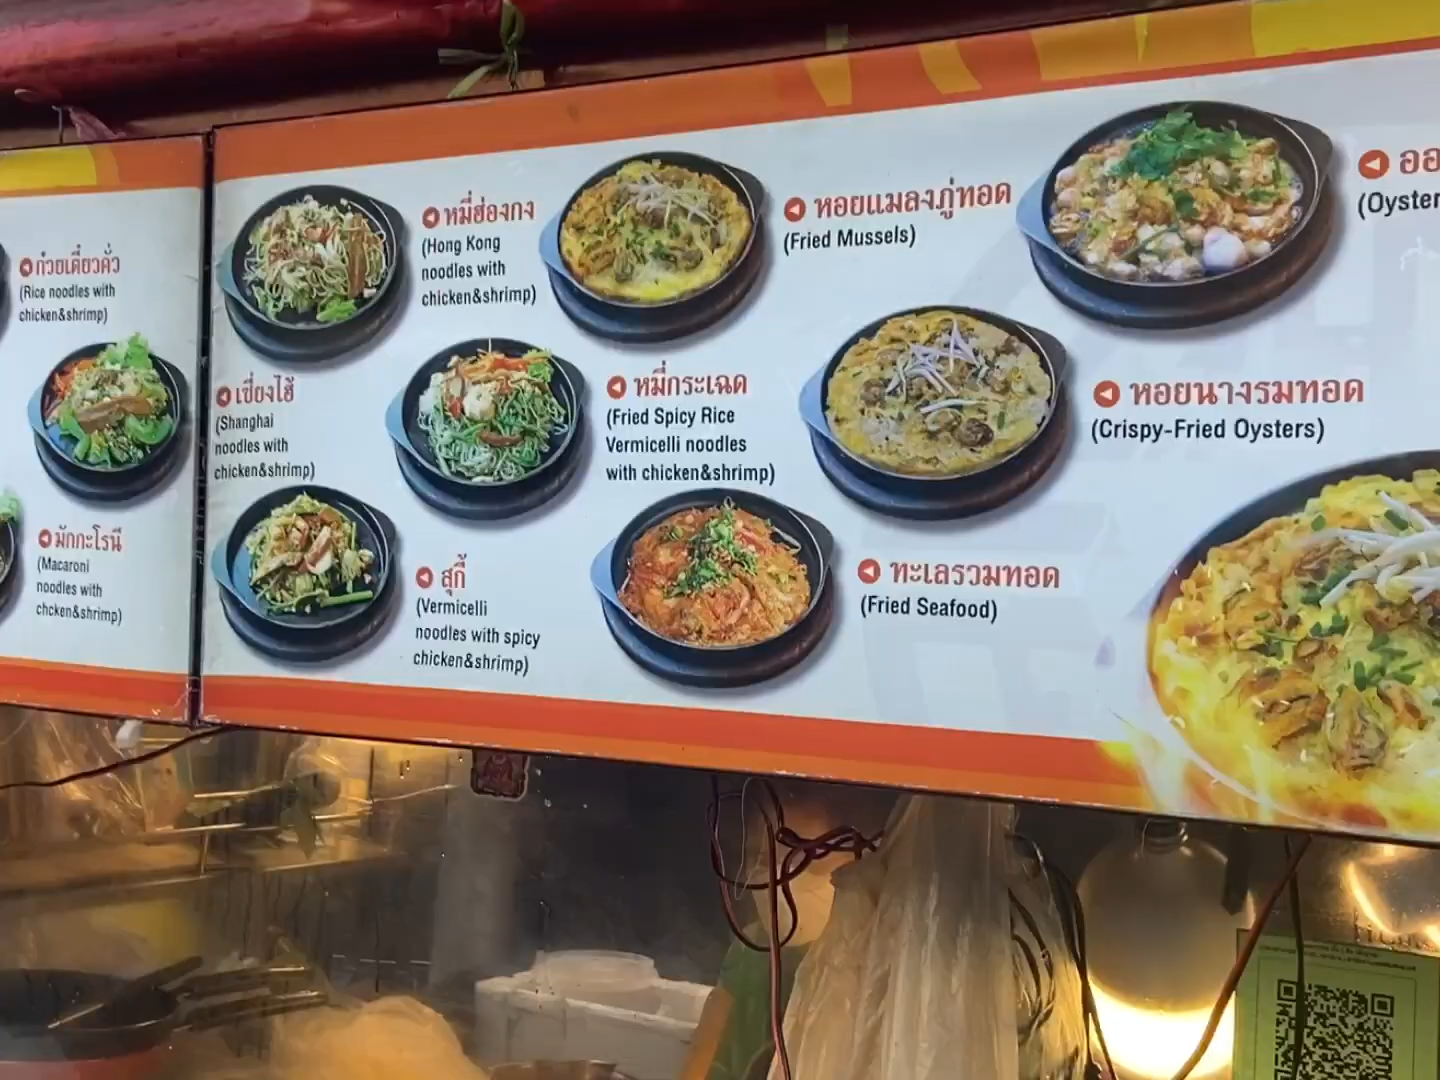 ก๋วยเตี๋ยวคั่ว
(Rice noodles with
chicken&shrimp)
มักกะโรนี
(Macaroni
noodles with
chcken&shrimp)
หมี่ฮ่องกง
(Hong Kong
noodles with
chicken&shrimp)
เซี่ยงไฮ้
(Shanghai
noodles with
chicken&shrimp)
สุกี้
(Vermicelli
noodles with spicy
chicken&shrimp)
หมี่กระเฉด
(Fried Spicy Rice
Vermicelli noodles
with chicken&shrimp)
หอยแมลงภู่ทอด
(Fried Mussels)
หอยนางรมทอด
(Crispy-Fried Oysters)
ทะเลรวมทอด
(Fried Seafood)
ออ
(Oyster